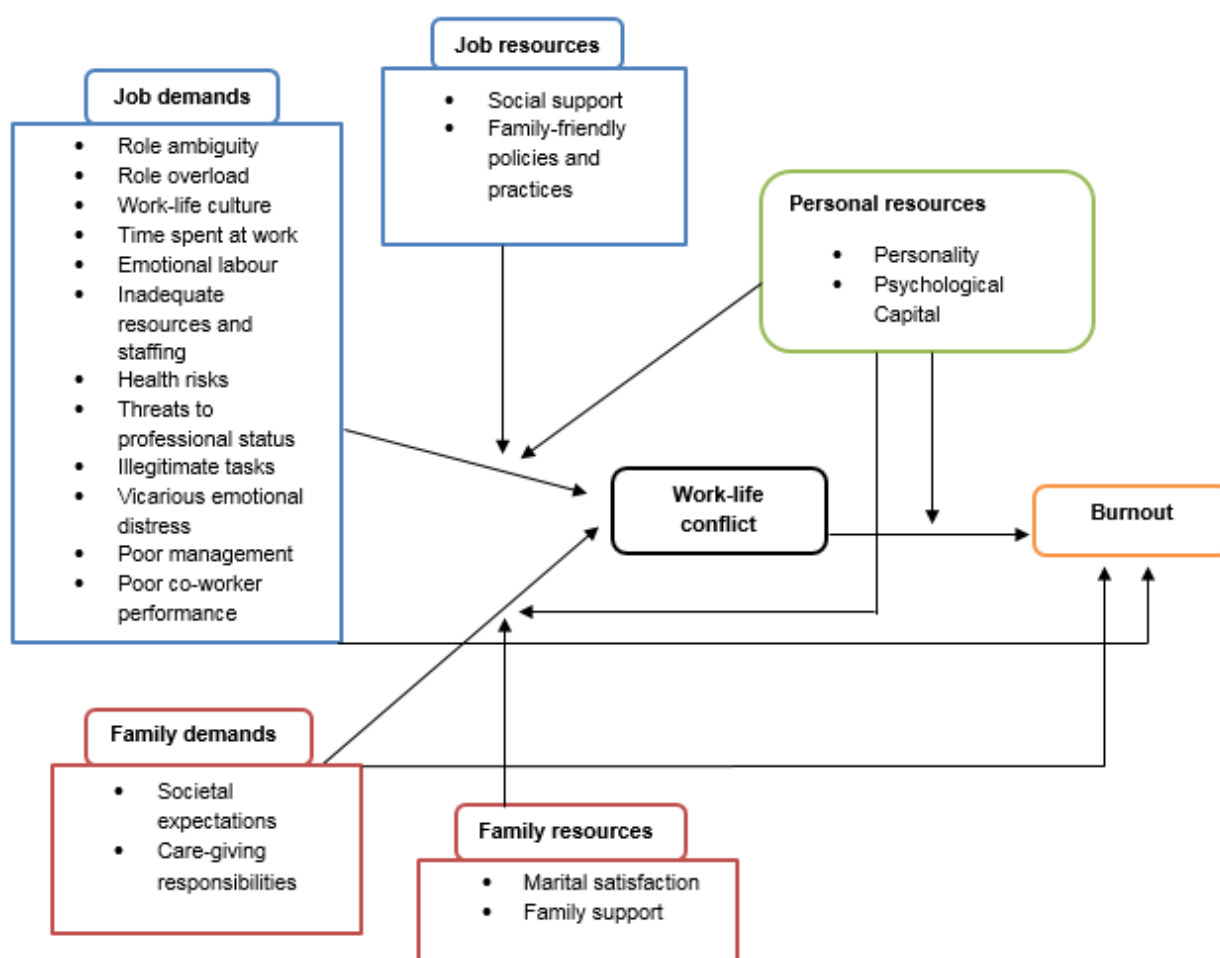 Job demands
• Role ambiguity
• Role overload
• Work-life culture
• Time spent at work
• Emotional labour
• Inadequate
resources and
staffing
• Health risks
• Threats to
professional status
• Illegitimate tasks
• Vicarious emotional
distress
• Poor management
• Poor co-worker
performance
Job resources
• Social support
• Family-friendly
policies and
practices
Personal resources
• Personality
• Psychological
Capital
Work-life
conflict
Burnout
Family demands
• Societal
expectations
• Care-giving
responsibilities
Family resources
• Marital satisfaction
• Family support